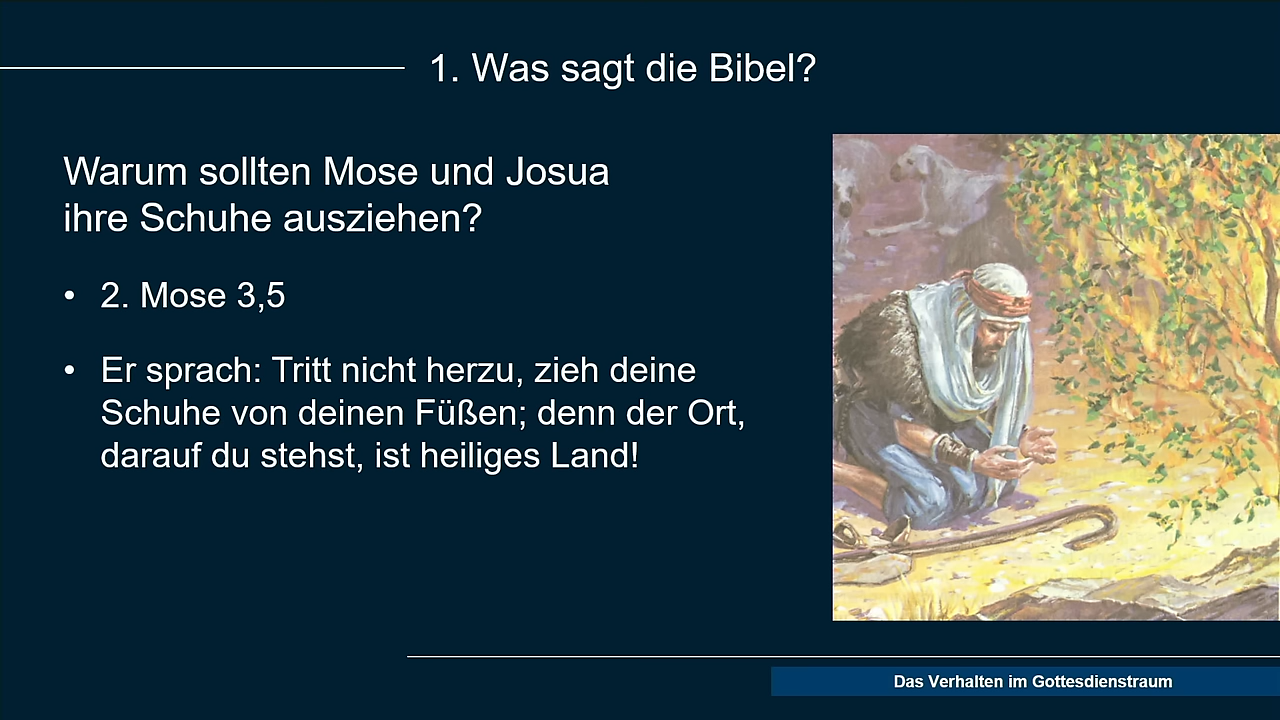 1. Was sagt die Bibel?
Warum sollten Mose und Josua
ihre Schuhe ausziehen?
• 2. Mose 3,5
• Er sprach: Tritt nicht herzu, zieh deine
Schuhe von deinen Füßen; denn der Ort,
darauf du stehst, ist heiliges Land!
Das Verhalten im Gottesdienstraum